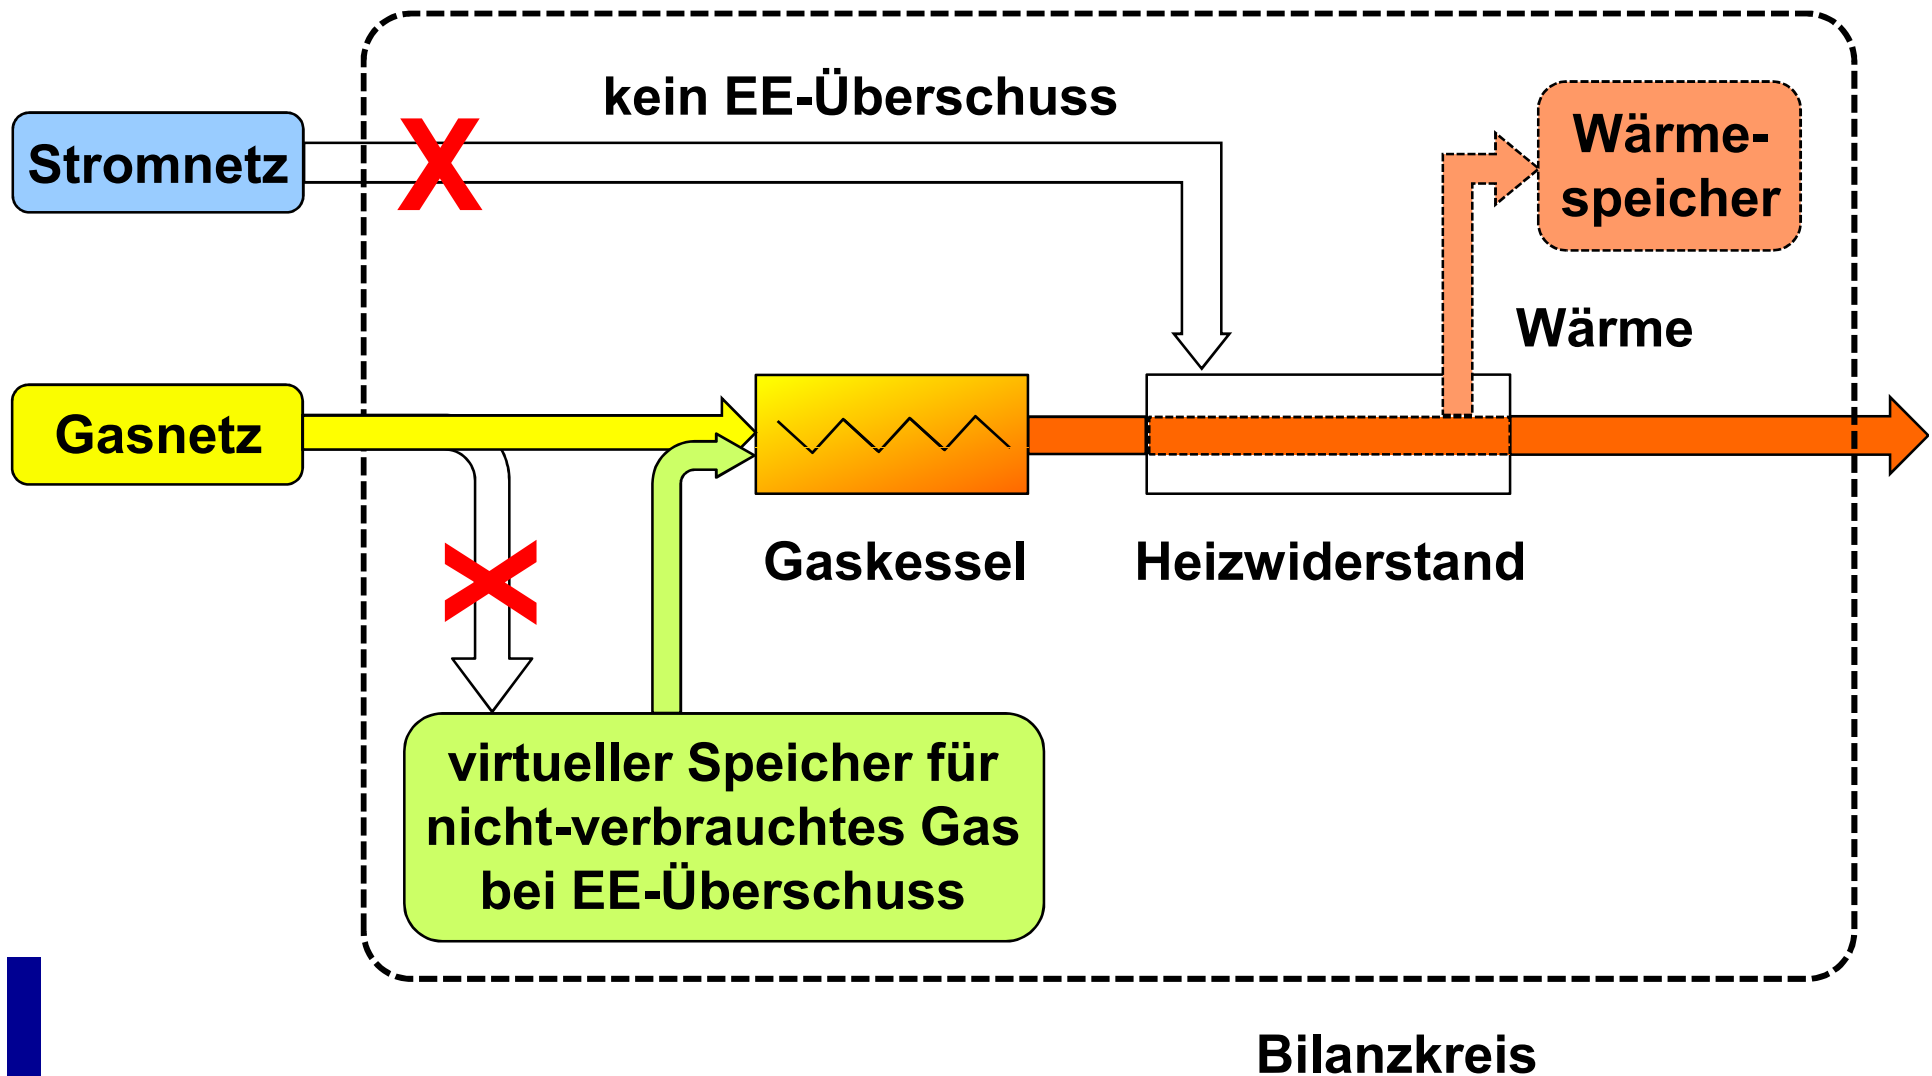 kein EE-Überschuss
Stromnetz
Wärme-
speicher
Wärme
Gasnetz
Gaskessel
Heizwiderstand
virtueller Speicher für
nicht-verbrauchtes Gas
bei EE-Überschuss
Bilanzkreis